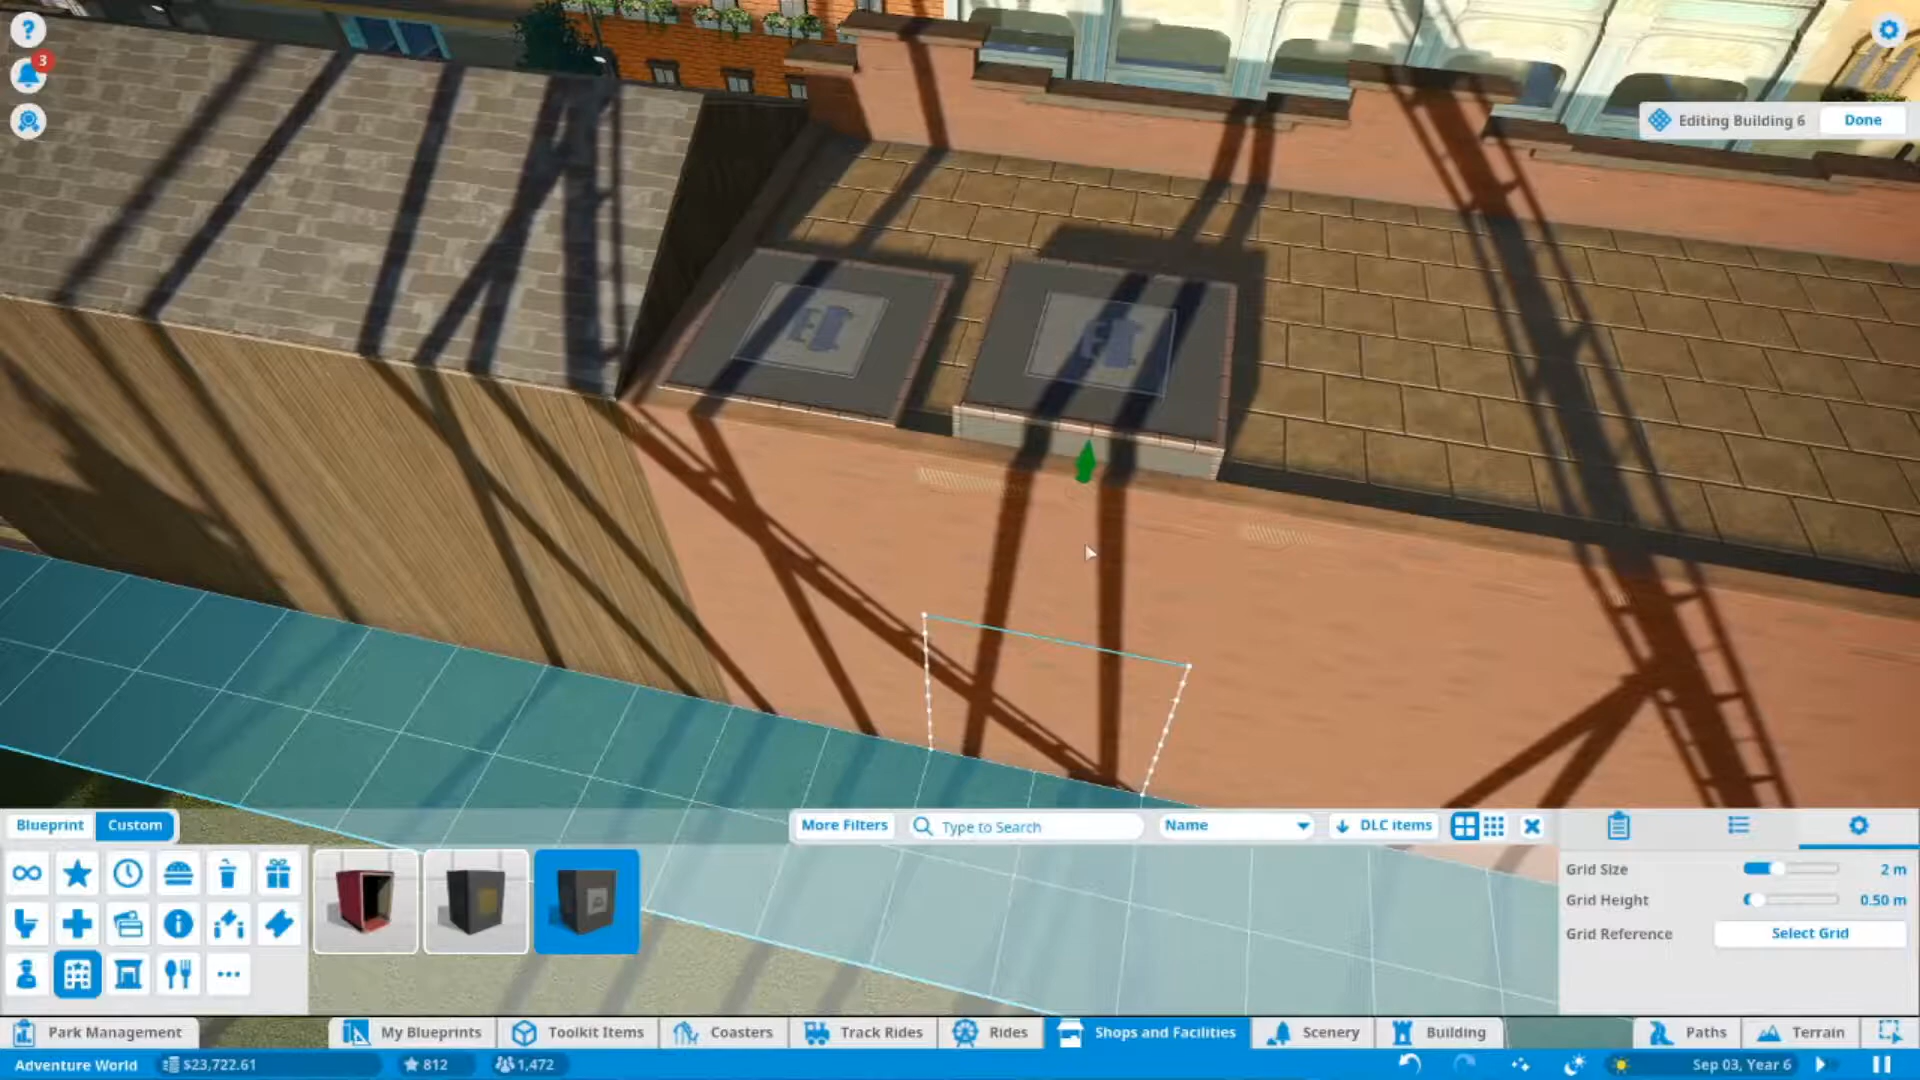 ?
3
Editing Building 6 Done
Blueprint Custom
More Filters Type to Search Name DLC items
Grid Size 2 m
Grid Height 0.50 m
Grid Reference Select Grid
Park Management My Blueprints Toolkit Items Coasters Track Rides Rides Shops and Facilities Scenery Building Paths Terrain
Adventure World $23,722.61 812 1,472 Sep 03, Year 6